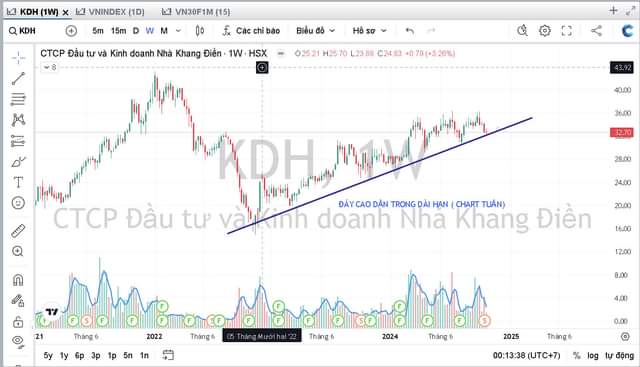 KDH (1W) VNINDEX (1D) VN30F1M (15)
KDH 5m 15m D W M Các chỉ báo Biểu đồ Hồ sơ
CTCP Đầu tư và Kinh doanh Nhà Khang Điền · 1W · HSX O25.21 H25.70 L23.88 C24.83 +0.79 (+3.28%)
8
43.92
40.00
36.00
32.70
28.00
24.00
20.00
16.00
12.00
8.00
4.00
0.00
KDH, 1W
CTCP Đầu tư và Kinh doanh Nhà Khang Điền
ĐÁY CAO DẦN TRONG DÀI HẠN ( CHART TUẦN)
F S F F F S F F F S F F F S
21 Tháng 6 2022 Tháng 6 05 Tháng Mười hai '22 Tháng 6 2024 Tháng 6 2025 Tháng 6
5y 1y 6p 3p 1p 5n 1n 00:13:38 (UTC+7) % log tự động